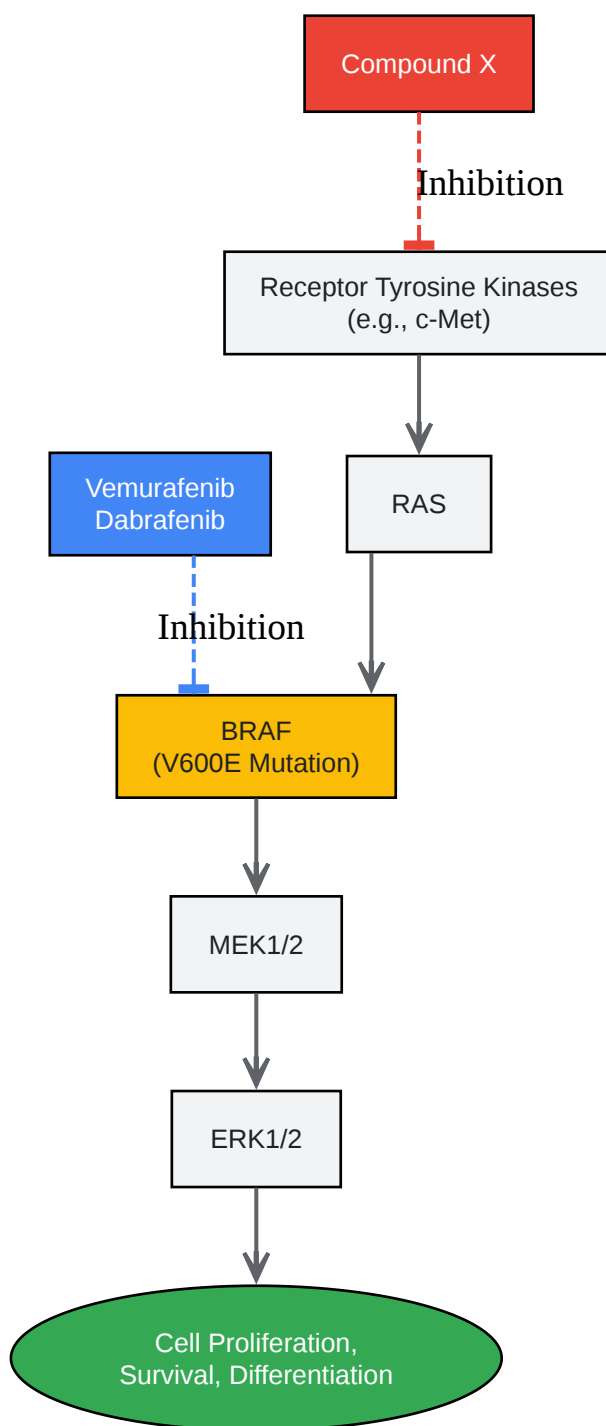 Compound X
Inhibition
Receptor Tyrosine Kinases
(e.g., c-Met)
Vemurafenib
Dabrafenib
RAS
Inhibition
BRAF
(V600E Mutation)
MEK1/2
ERK1/2
Cell Proliferation,
Survival, Differentiation